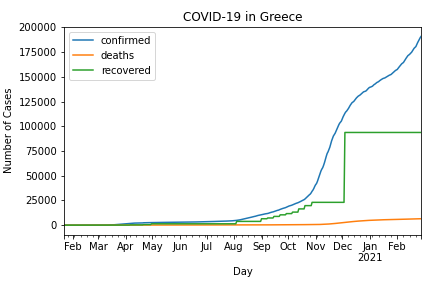 COVID-19 in Greece
confirmed
deaths
recovered
Number of Cases
200000
175000
150000
125000
100000
75000
50000
25000
0
Feb Mar Apr May Jun Jul Aug Sep Oct Nov Dec Jan Feb
2021
Day